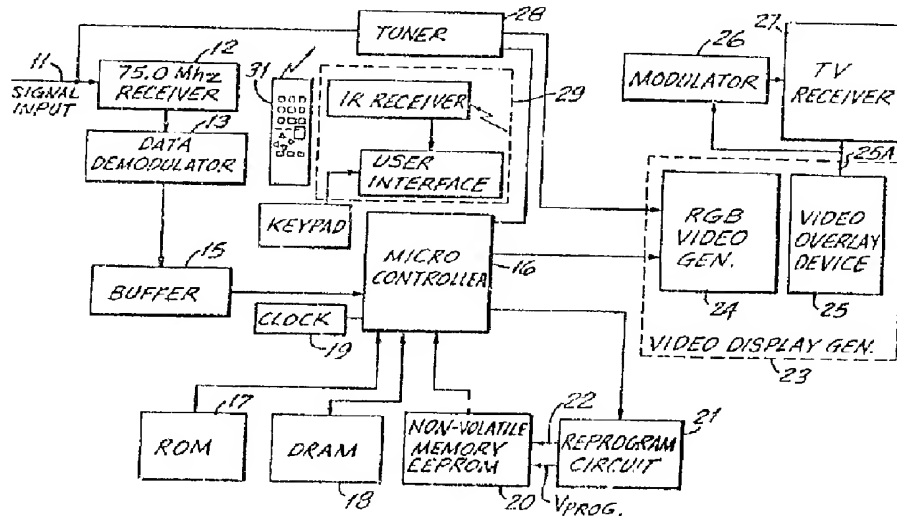 28
TUNER
11
SIGNAL
INPUT
12
75.0 Mhz
RECEIVER
13
DATA
DEMODULATOR
31
IR RECEIVER
29
USER
INTERFACE
KEYPAD
26
MODULATOR
27
TV
RECEIVER
25A
15
BUFFER
MICRO
CONTROLLER
16
CLOCK
19
RGB
VIDEO
GEN.
24
VIDEO
OVERLAY
DEVICE
25
VIDEO DISPLAY GEN.
23
17
ROM
DRAM
18
NON-VOLATILE
MEMORY
EEPROM
20
22
21
REPROGRAM
CIRCUIT
VPROG.